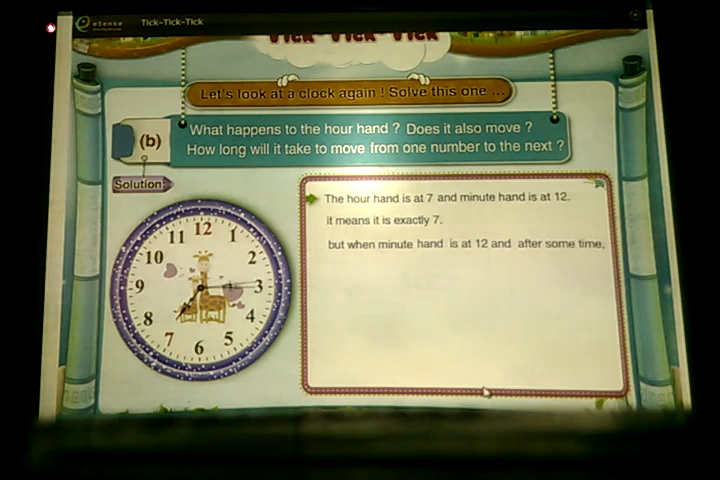 eSense
Tick-Tick-Tick
Tick-Tick-Tick
Let's look at a clock again ! Solve this one ...
(b)
What happens to the hour hand ? Does it also move ?
How long will it take to move from one number to the next ?
Solution:
The hour hand is at 7 and minute hand is at 12.
it means it is exactly 7.
but when minute hand is at 12 and after some time,
12
11
1
10
2
9
3
8
4
7
5
6